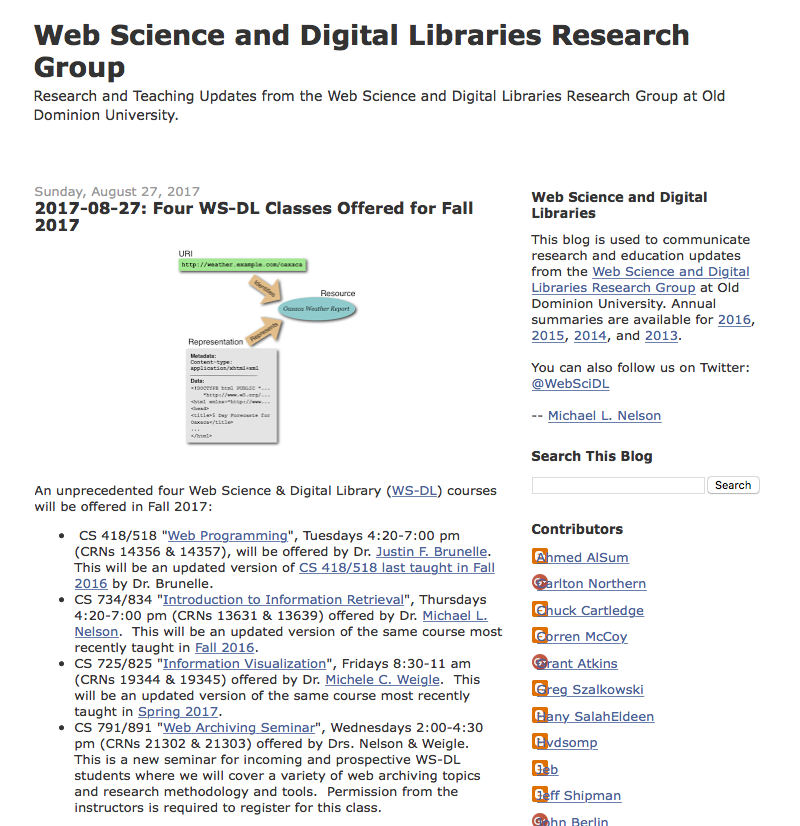 Web Science and Digital Libraries Research
Group
Research and Teaching Updates from the Web Science and Digital Libraries Research Group at Old
Dominion University.
Sunday, August 27, 2017
2017-08-27: Four WS-DL Classes Offered for Fall
2017
URI
http://weather.example.com/oaxaca
Identifies
Resource
Oaxaca Weather Report
Represents
Representation
Metadata:
Content-type:
application/xhtml+xml
Data:
<!DOCTYPE html PUBLIC "...
"http://www.w3.org/...
<html xmlns="http://www...
<head>
<title>5 Day Forecasts for
Oaxaca</title>
...
</html>
An unprecedented four Web Science & Digital Library (WS-DL) courses
will be offered in Fall 2017:
• CS 418/518 "Web Programming", Tuesdays 4:20-7:00 pm
(CRNs 14356 & 14357), will be offered by Dr. Justin F. Brunelle.
This will be an updated version of CS 418/518 last taught in Fall
2016 by Dr. Brunelle.
• CS 734/834 "Introduction to Information Retrieval", Thursdays
4:20-7:00 pm (CRNs 13631 & 13639) offered by Dr. Michael L.
Nelson.  This will be an updated version of the same course most
recently taught in Fall 2016.
• CS 725/825 "Information Visualization", Fridays 8:30-11 am
(CRNs 19344 & 19345) offered by Dr. Michele C. Weigle.  This
will be an updated version of the same course most recently
taught in Spring 2017.
• CS 791/891 "Web Archiving Seminar", Wednesdays 2:00-4:30
pm (CRNs 21302 & 21303) offered by Drs. Nelson & Weigle.
This is a new seminar for incoming and prospective WS-DL
students where we will cover a variety of web archiving topics
and research methodology and tools.  Permission from the
instructors is required to register for this class.
Web Science and Digital
Libraries
This blog is used to communicate
research and education updates
from the Web Science and Digital
Libraries Research Group at Old
Dominion University. Annual
summaries are available for 2016,
2015, 2014, and 2013.
You can also follow us on Twitter:
@WebSciDL
-- Michael L. Nelson
Search This Blog
Search
Contributors
Ahmed AlSum
Carlton Northern
Chuck Cartledge
Corren McCoy
Grant Atkins
Greg Szalkowski
Hany SalahEldeen
Hvdsomp
Jeb
Jeff Shipman
John Berlin